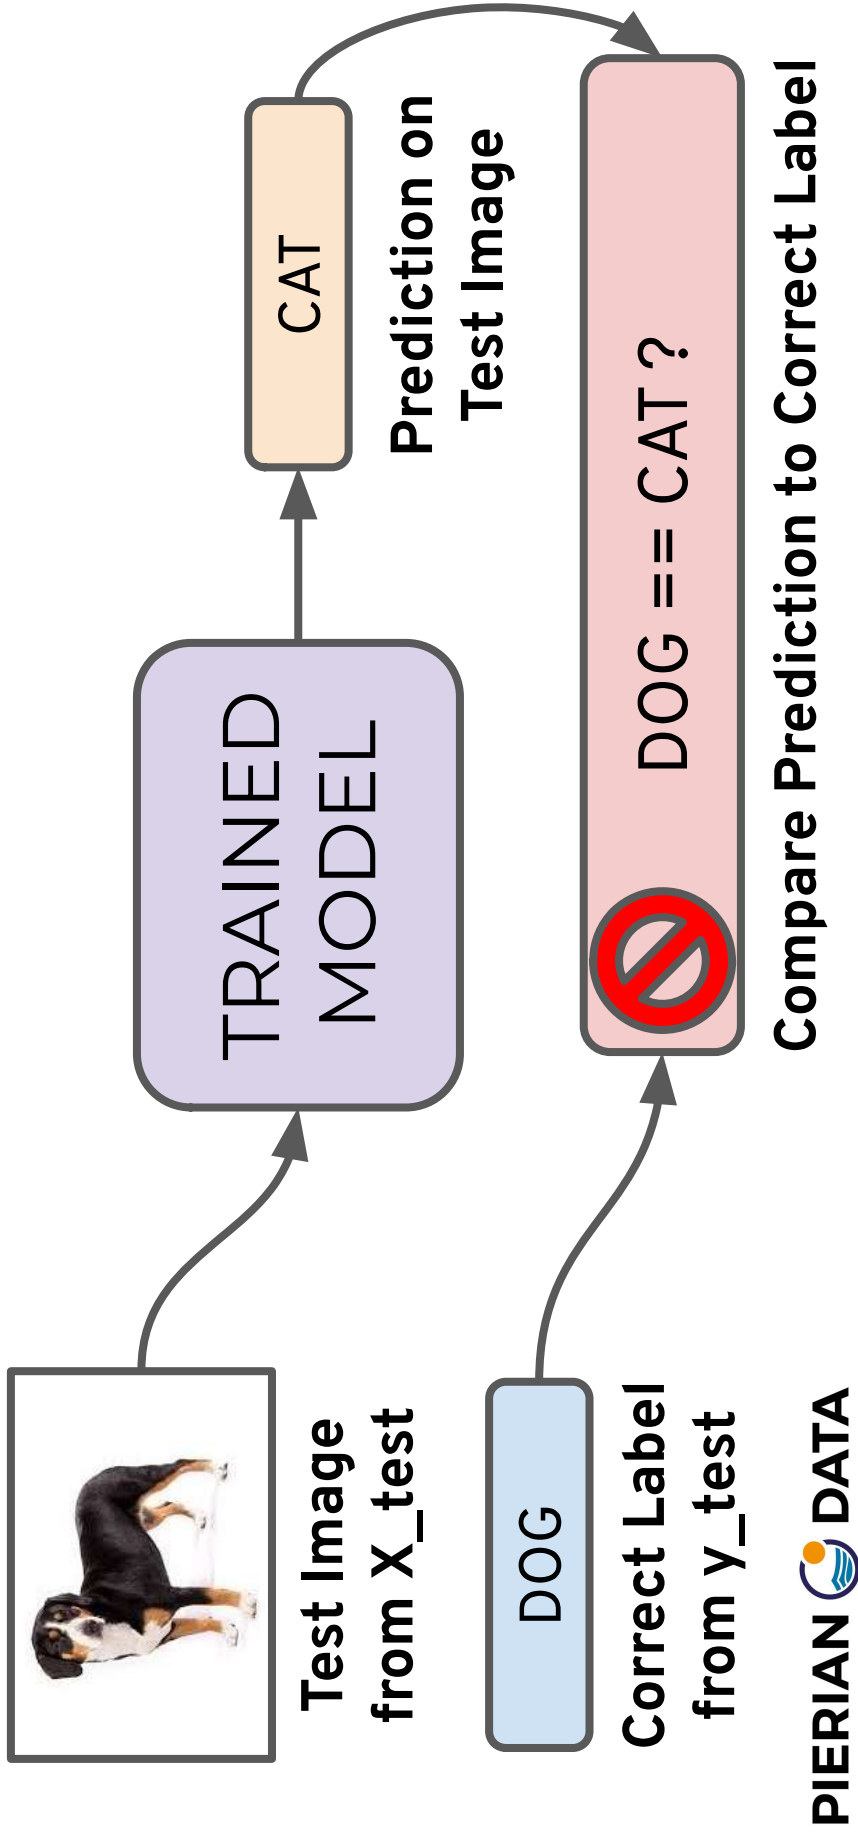 TRAINED
MODEL
CAT
Prediction on
Test Image
Test Image
from X_test
DOG
Correct Label
from y_test
DOG == CAT ?
Compare Prediction to Correct Label
PIERIAN DATA